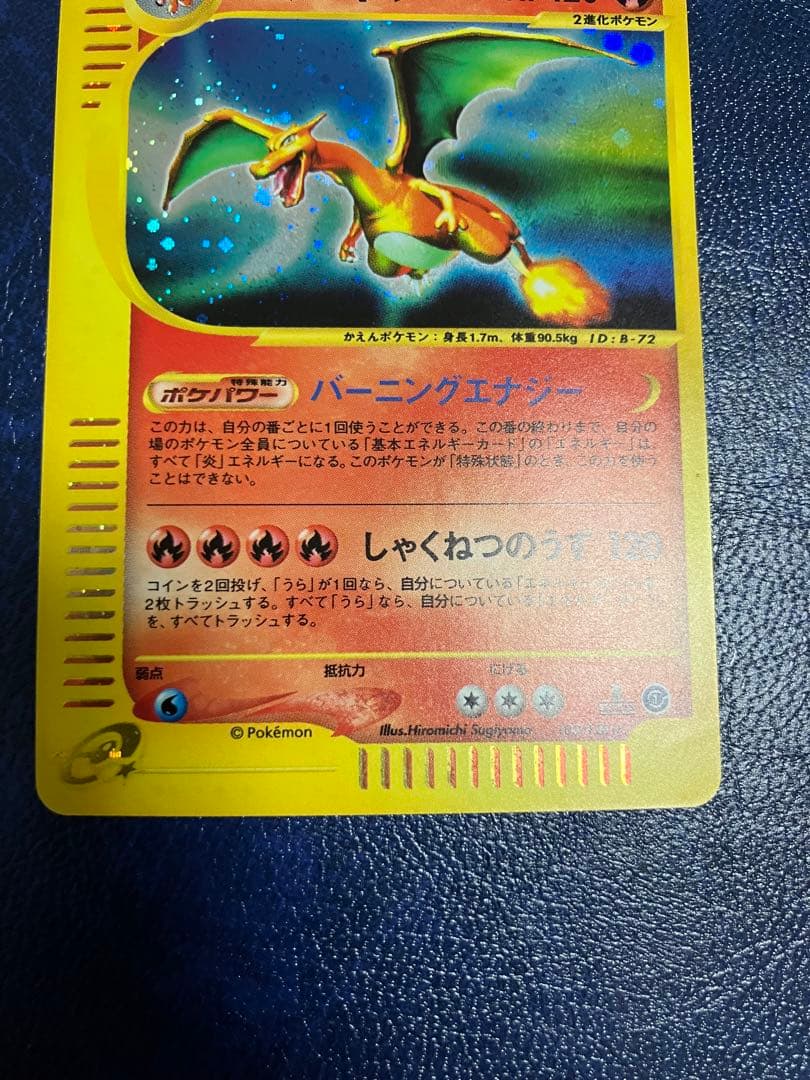 2進化ポケモン
かえんポケモン：身長1.7m、体重90.5kg ID:B-72
特殊能力
ポケパワー バーニングエナジー
この力は、自分の番ごとに1回使うことができる。この番の終わりまで、自分の
場のポケモン全員についている「基本エネルギーカード」の「エネルギー」は、
すべて「炎」エネルギーになる。このポケモンが「特殊状態」のとき、この力を使う
ことはできない。
しゃくねつのうず 120
コインを2回投げ、「うら」が1回なら、自分についている「エネルギー
2枚トラッシュする。すべて「うら」なら、自分についている「エネルギー
を、すべてトラッシュする。
弱点 抵抗力 にげる
©Pokémon Illus.Hiromichi Sugiyama